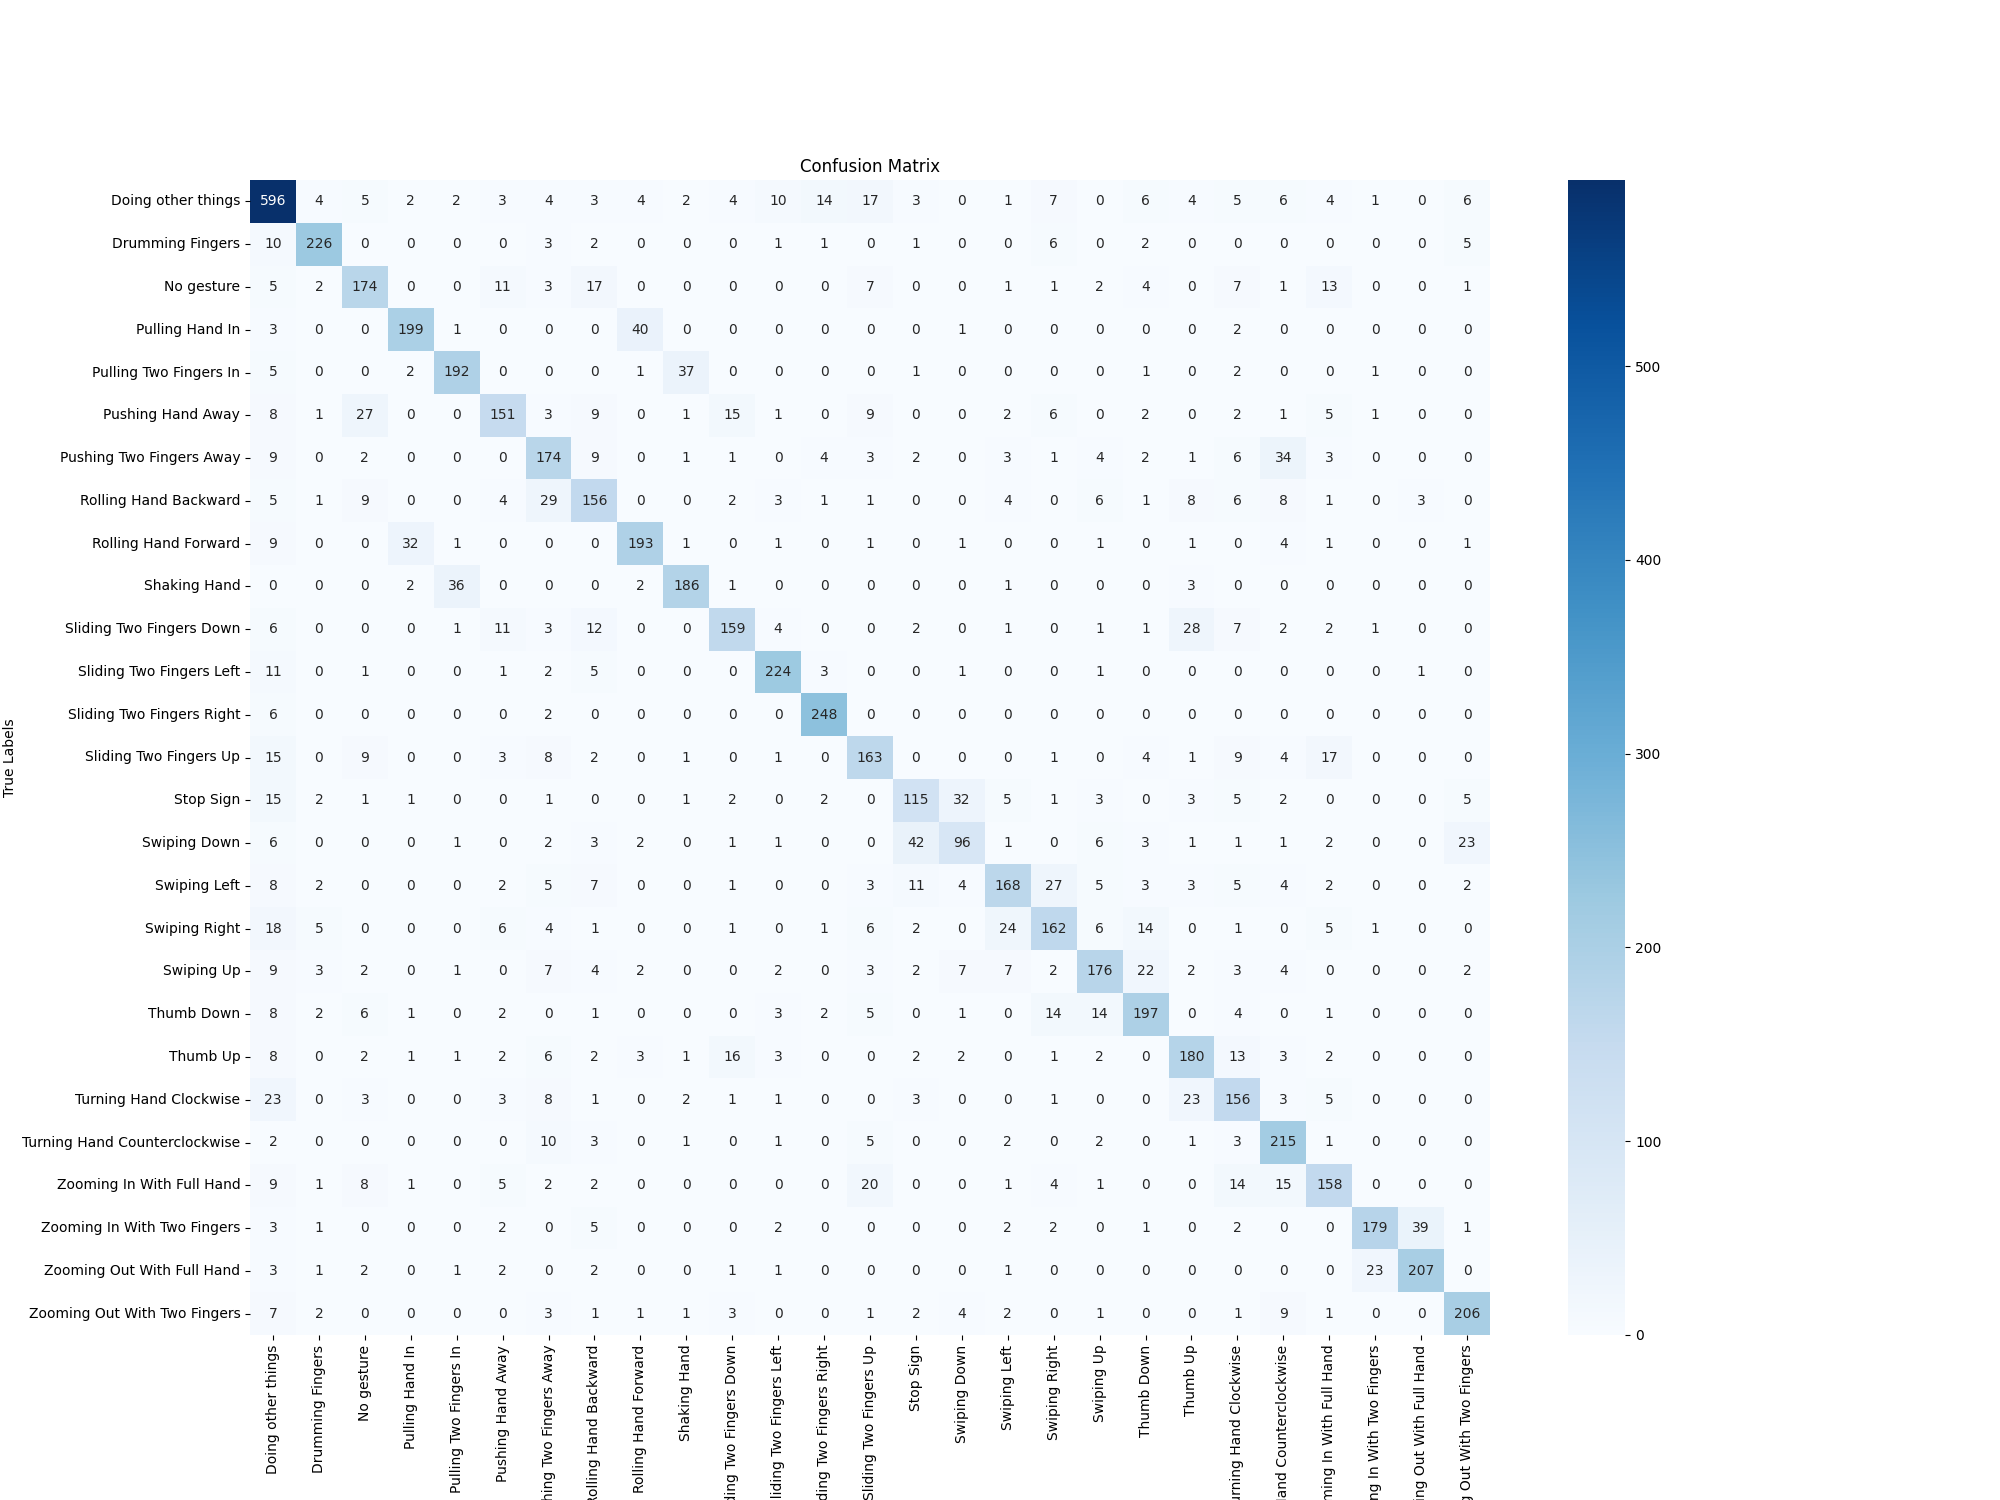 Confusion Matrix
Doing other things 596 4 5 2 2 3 4 3 4 2 4 10 14 17 3 0 1 7 0 6 4 5 6 4 1 0 6
Drumming Fingers 10 226 0 0 0 0 3 2 0 0 0 1 1 0 1 0 0 6 0 2 0 0 0 0 0 0 5
No gesture 5 2 174 0 0 11 3 17 0 0 0 0 0 7 0 0 1 1 2 4 0 7 1 13 0 0 1
Pulling Hand In 3 0 0 199 1 0 0 0 40 0 0 0 0 0 0 1 0 0 0 0 0 2 0 0 0 0 0
Pulling Two Fingers In 5 0 0 2 192 0 0 0 1 37 0 0 0 0 1 0 0 0 0 1 0 2 0 0 1 0 0
500
Pushing Hand Away 8 1 27 0 0 151 3 9 0 1 15 1 0 9 0 0 2 6 0 2 0 2 1 5 1 0 0
Pushing Two Fingers Away 9 0 2 0 0 0 174 9 0 1 1 0 4 3 2 0 3 1 4 2 1 6 34 3 0 0 0
Rolling Hand Backward 5 1 9 0 0 4 29 156 0 0 2 3 1 1 0 0 4 0 6 1 8 6 8 1 0 3 0
Rolling Hand Forward 9 0 0 32 1 0 0 0 193 1 0 1 0 1 0 1 0 0 1 0 1 0 4 1 0 0 1
400
Shaking Hand 0 0 0 2 36 0 0 0 2 186 1 0 0 0 0 0 1 0 0 0 3 0 0 0 0 0 0
Sliding Two Fingers Down 6 0 0 0 1 11 3 12 0 0 159 4 0 0 2 0 1 0 1 1 28 7 2 2 1 0 0
Sliding Two Fingers Left 11 0 1 0 0 1 2 5 0 0 0 224 3 0 0 1 0 0 1 0 0 0 0 0 0 1 0
Sliding Two Fingers Right 6 0 0 0 0 0 2 0 0 0 0 0 248 0 0 0 0 0 0 0 0 0 0 0 0 0 0
True Labels
Sliding Two Fingers Up 15 0 9 0 0 3 8 2 0 1 0 1 0 163 0 0 0 1 0 4 1 9 4 17 0 0 0
300
Stop Sign 15 2 1 1 0 0 1 0 0 1 2 0 2 0 115 32 5 1 3 0 3 5 2 0 0 0 5
Swiping Down 6 0 0 0 1 0 2 3 2 0 1 1 0 0 42 96 1 0 6 3 1 1 1 2 0 0 23
Swiping Left 8 2 0 0 0 2 5 7 0 0 1 0 0 3 11 4 168 27 5 3 3 5 4 2 0 0 2
Swiping Right 18 5 0 0 0 6 4 1 0 0 1 0 1 6 2 0 24 162 6 14 0 1 0 5 1 0 0
200
Swiping Up 9 3 2 0 1 0 7 4 2 0 0 2 0 3 2 7 7 2 176 22 2 3 4 0 0 0 2
Thumb Down 8 2 6 1 0 2 0 1 0 0 0 3 2 5 0 1 0 14 14 197 0 4 0 1 0 0 0
Thumb Up 8 0 2 1 1 2 6 2 3 1 16 3 0 0 2 2 0 1 2 0 180 13 3 2 0 0 0
Turning Hand Clockwise 23 0 3 0 0 3 8 1 0 2 1 1 0 0 3 0 0 1 0 0 23 156 3 5 0 0 0
Turning Hand Counterclockwise 2 0 0 0 0 0 10 3 0 1 0 1 0 5 0 0 2 0 2 0 1 3 215 1 0 0 0
100
Zooming In With Full Hand 9 1 8 1 0 5 2 2 0 0 0 0 0 20 0 0 1 4 1 0 0 14 15 158 0 0 0
Zooming In With Two Fingers 3 1 0 0 0 2 0 5 0 0 0 2 0 0 0 0 2 2 0 1 0 2 0 0 179 39 1
Zooming Out With Full Hand 3 1 2 0 1 2 0 2 0 0 1 1 0 0 0 0 1 0 0 0 0 0 0 0 23 207 0
Zooming Out With Two Fingers 7 2 0 0 0 0 3 1 1 1 3 0 0 1 2 4 2 0 1 0 0 1 9 1 0 0 206
0
Doing other things
Drumming Fingers
No gesture
Pulling Hand In
Pulling Two Fingers In
Pushing Hand Away
hing Two Fingers Away
Rolling Hand Backward
Rolling Hand Forward
Shaking Hand
ding Two Fingers Down
liding Two Fingers Left
ding Two Fingers Right
Sliding Two Fingers Up
Stop Sign
Swiping Down
Swiping Left
Swiping Right
Swiping Up
Thumb Down
Thumb Up
urning Hand Clockwise
Hand Counterclockwise
ming In With Full Hand
ng In With Two Fingers
ing Out With Full Hand
g Out With Two Fingers